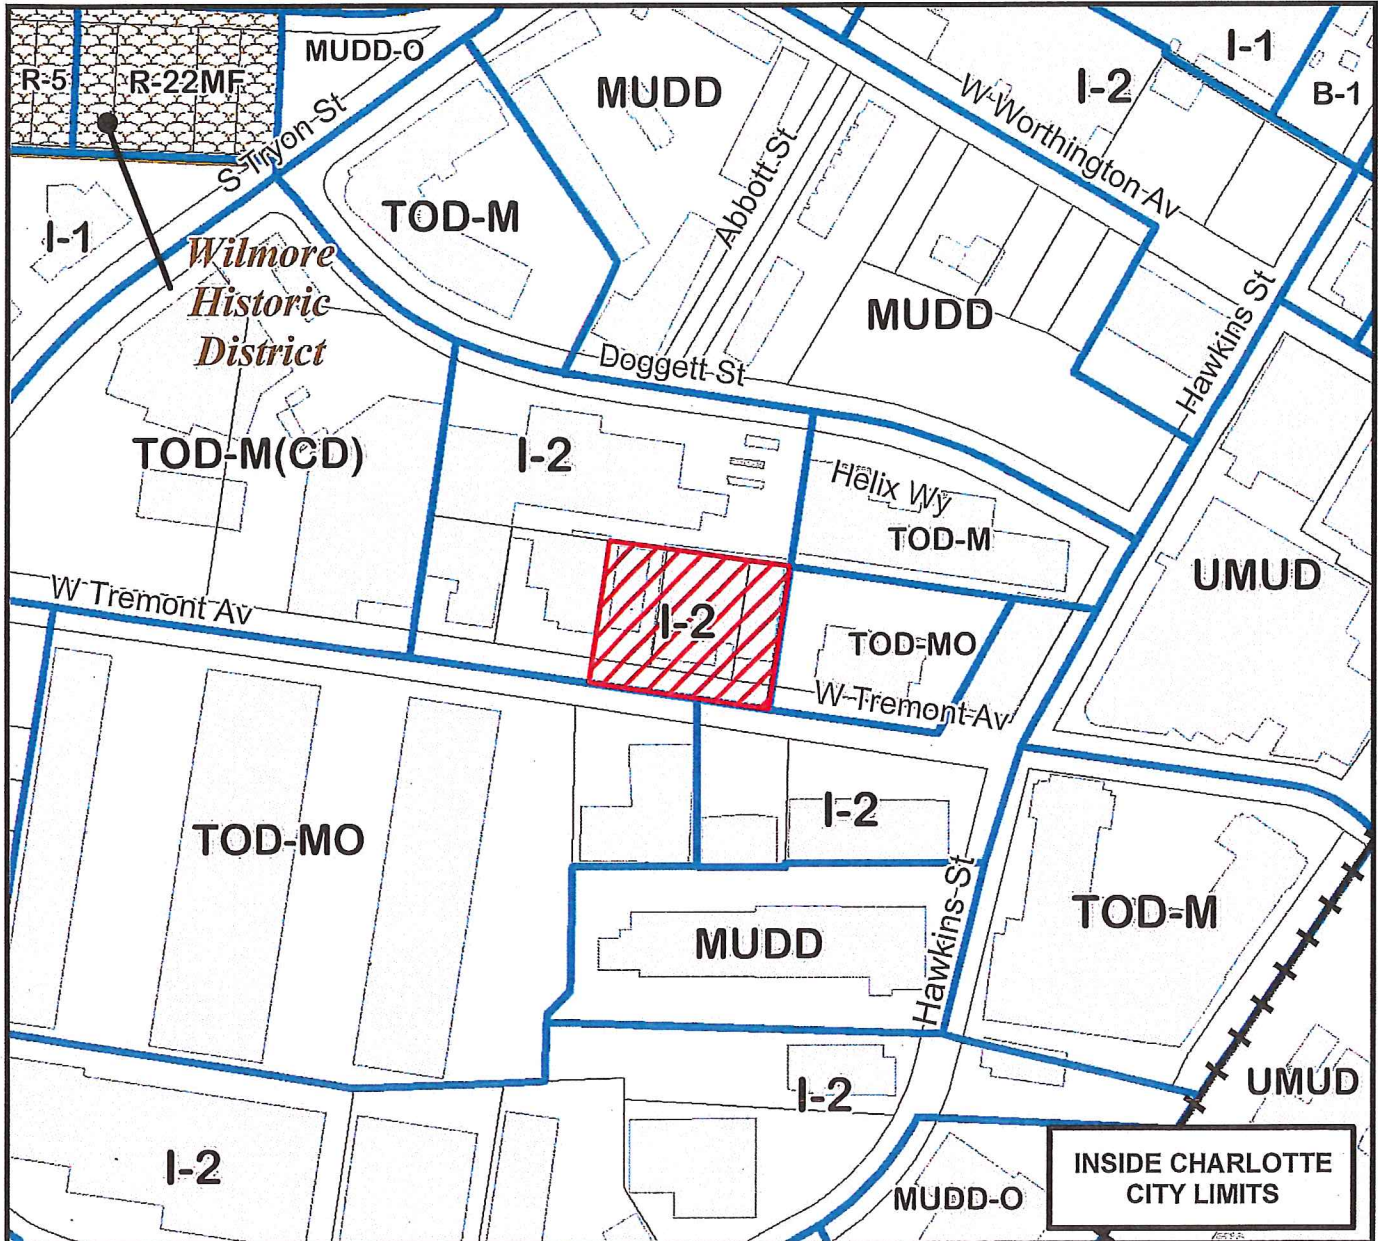 MUDD-O
I-1
R-5
R-22MF
MUDD
I-2
B-1
W Worthington Av
S Tryon St
Abbott St
TOD-M
I-1
Wilmore
Historic
District
MUDD
Hawkins St
Doggett St
TOD-M(CD)
I-2
Helix Wy
TOD-M
UMUD
W Tremont Av
I-2
TOD-MO
W Tremont Av
I-2
TOD-MO
Hawkins St
TOD-M
MUDD
UMUD
I-2
I-2
MUDD-O
INSIDE CHARLOTTE
CITY LIMITS